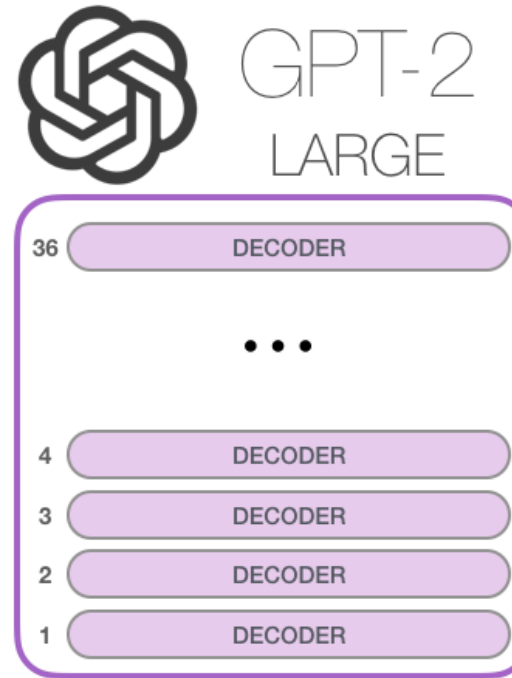 GPT-2
LARGE
36 DECODER
4 DECODER
3 DECODER
2 DECODER
1 DECODER